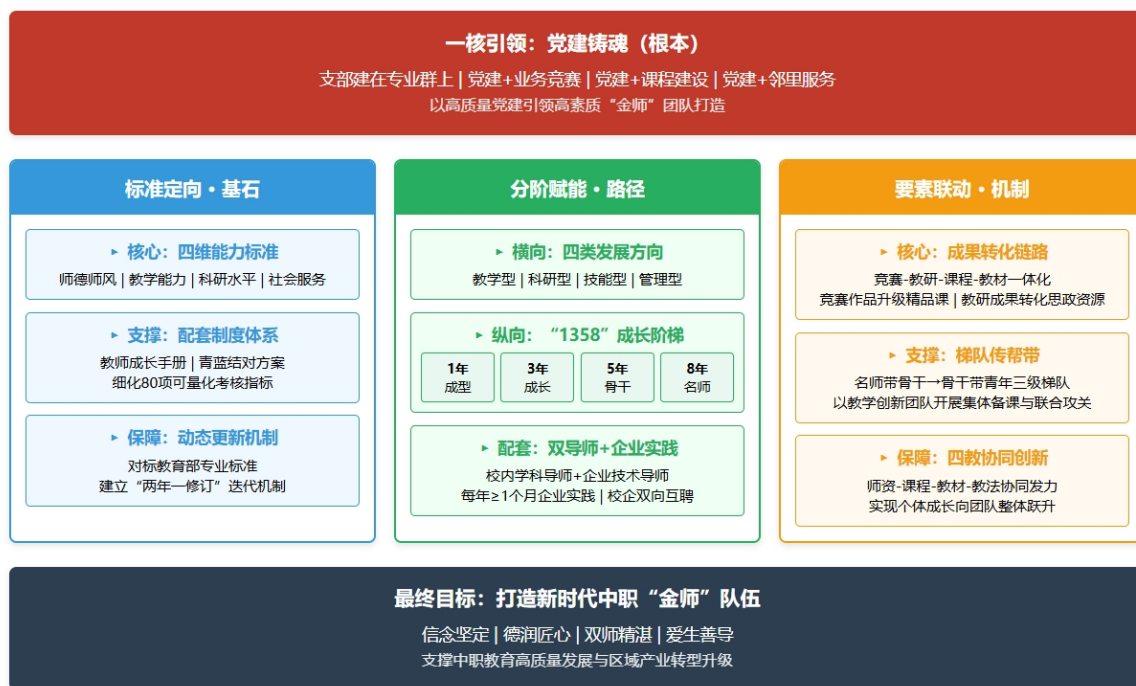 一核引领：党建铸魂（根本）
支部建在专业群上 | 党建+业务竞赛 | 党建+课程建设 | 党建+邻里服务
以高质量党建引领高素质“金师”团队打造
标准定向·基石
▸ 核心：四维能力标准
师德师风 | 教学能力 | 科研水平 | 社会服务
▸ 支撑：配套制度体系
教师成长手册 | 青蓝结对方案
细化80项可量化考核指标
▸ 保障：动态更新机制
对标教育部专业标准
建立“两年一修订”迭代机制
分阶赋能·路径
▸ 横向：四类发展方向
教学型 | 科研型 | 技能型 | 管理型
▸ 纵向：“1358”成长阶梯
1年
成型
3年
成长
5年
骨干
8年
名师
▸ 配套：双导师+企业实践
校内学科导师+企业技术导师
每年≥1个月企业实践 | 校企双向互聘
要素联动·机制
▸ 核心：成果转化链路
竞赛-教研-课程-教材一体化
竞赛作品升级精品课 | 教研成果转化思政资源
▸ 支撑：梯队传帮带
名师带骨干→骨干带青年三级梯队
以教学创新团队开展集体备课与联合攻关
▸ 保障：四教协同创新
师资-课程-教材-教法协同发力
实现个体成长向团队整体跃升
最终目标：打造新时代中职“金师”队伍
信念坚定 | 德润匠心 | 双师精湛 | 爱生善导
支撑中职教育高质量发展与区域产业转型升级